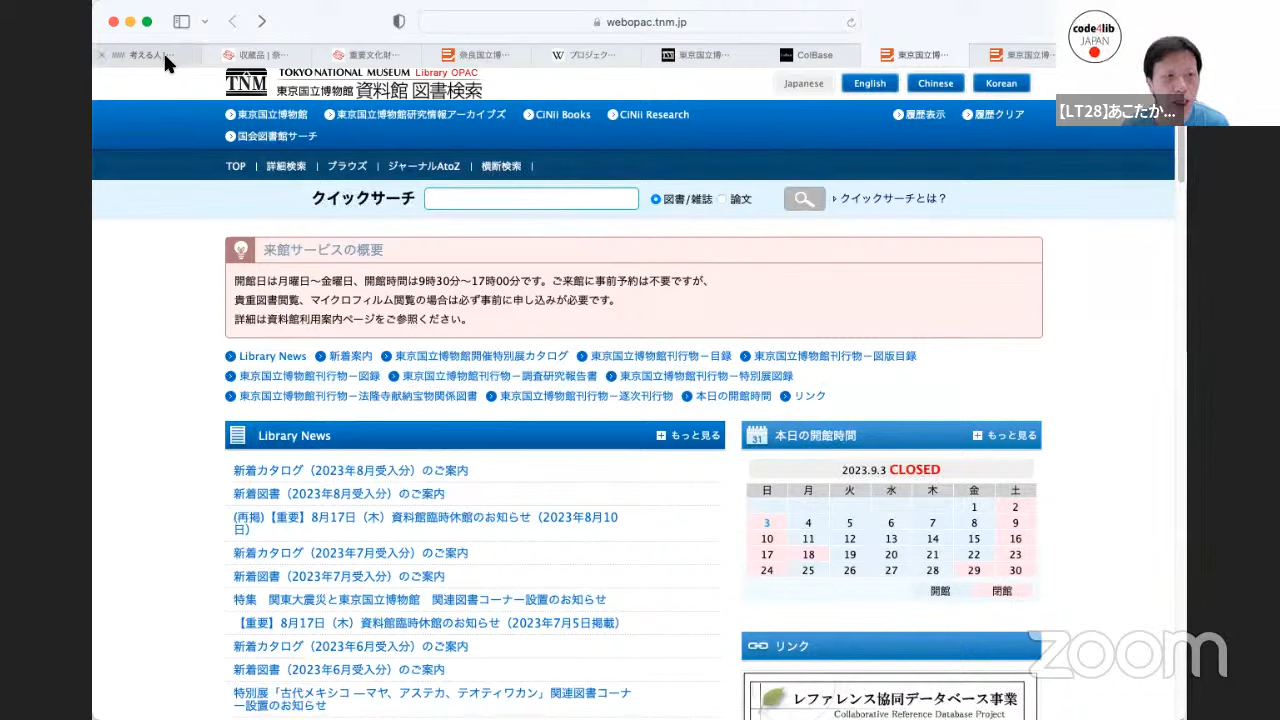 webopac.tnm.jp
考える人 |…
収蔵品 | 奈…
重要文化財…
奈良国立博…
W プロジェク…
TNM 東京国立博…
ColBase
東京国立博…
東京国立博…
code4lib
JAPAN
【LT28】あこたか...
TNM
TOKYO NATIONAL MUSEUM Library OPAC
東京国立博物館 資料館 図書検索
Japanese English Chinese Korean
東京国立博物館 東京国立博物館研究情報アーカイブズ CiNii Books CiNii Research 履歴表示 履歴クリア
国会図書館サーチ
TOP | 詳細検索 | ブラウズ | ジャーナルAtoZ | 横断検索 |
クイックサーチ 図書/雑誌 論文 クイックサーチとは？
来館サービスの概要
開館日は月曜日～金曜日、開館時間は9時30分～17時00分です。ご来館に事前予約は不要ですが、
貴重図書閲覧、マイクロフィルム閲覧の場合は必ず事前に申し込みが必要です。
詳細は資料館利用案内ページをご参照ください。
Library News 新着案内 東京国立博物館開催特別展カタログ 東京国立博物館刊行物－目録 東京国立博物館刊行物－図版目録
東京国立博物館刊行物－図録 東京国立博物館刊行物－調査研究報告書 東京国立博物館刊行物－特別展図録
東京国立博物館刊行物－法隆寺献納宝物関係図書 東京国立博物館刊行物－逐次刊行物 本日の開館時間 リンク
Library News もっと見る
新着カタログ（2023年8月受入分）のご案内
新着図書（2023年8月受入分）のご案内
(再掲)【重要】8月17日（木）資料館臨時休館のお知らせ（2023年8月10
日）
新着カタログ（2023年7月受入分）のご案内
新着図書（2023年7月受入分）のご案内
特集　関東大震災と東京国立博物館　関連図書コーナー設置のお知らせ
【重要】8月17日（木）資料館臨時休館のお知らせ（2023年7月5日掲載）
新着カタログ（2023年6月受入分）のご案内
新着図書（2023年6月受入分）のご案内
特別展「古代メキシコ ―マヤ、アステカ、テオティワカン」関連図書コーナ
ー設置のお知らせ
31 本日の開館時間 もっと見る
2023.9.3 CLOSED
日 月 火 水 木 金 土
1 2
3 4 5 6 7 8 9
10 11 12 13 14 15 16
17 18 19 20 21 22 23
24 25 26 27 28 29 30
開館 閉館
リンク
レファレンス協同データベース事業
Collaborative Reference Database Project
zoom